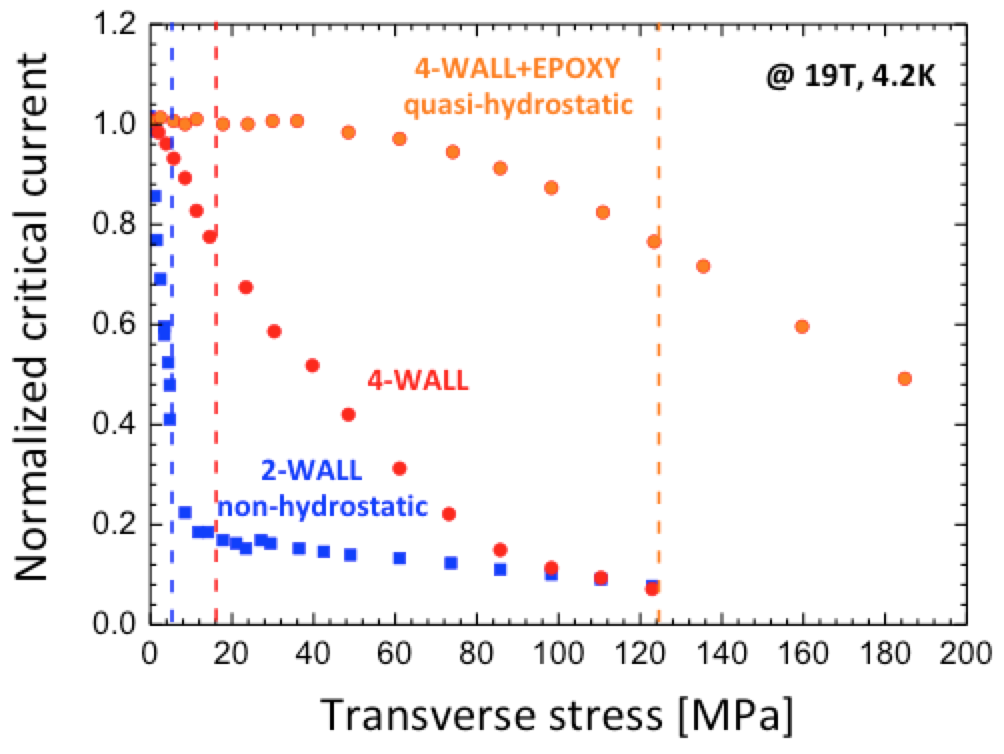 1.2
1.0
0.8
0.6
0.4
0.2
0.0
Normalized critical current
4-WALL+EPOXY
quasi-hydrostatic
@ 19T, 4.2K
4-WALL
2-WALL
non-hydrostatic
0 20 40 60 80 100 120 140 160 180 200
Transverse stress [MPa]